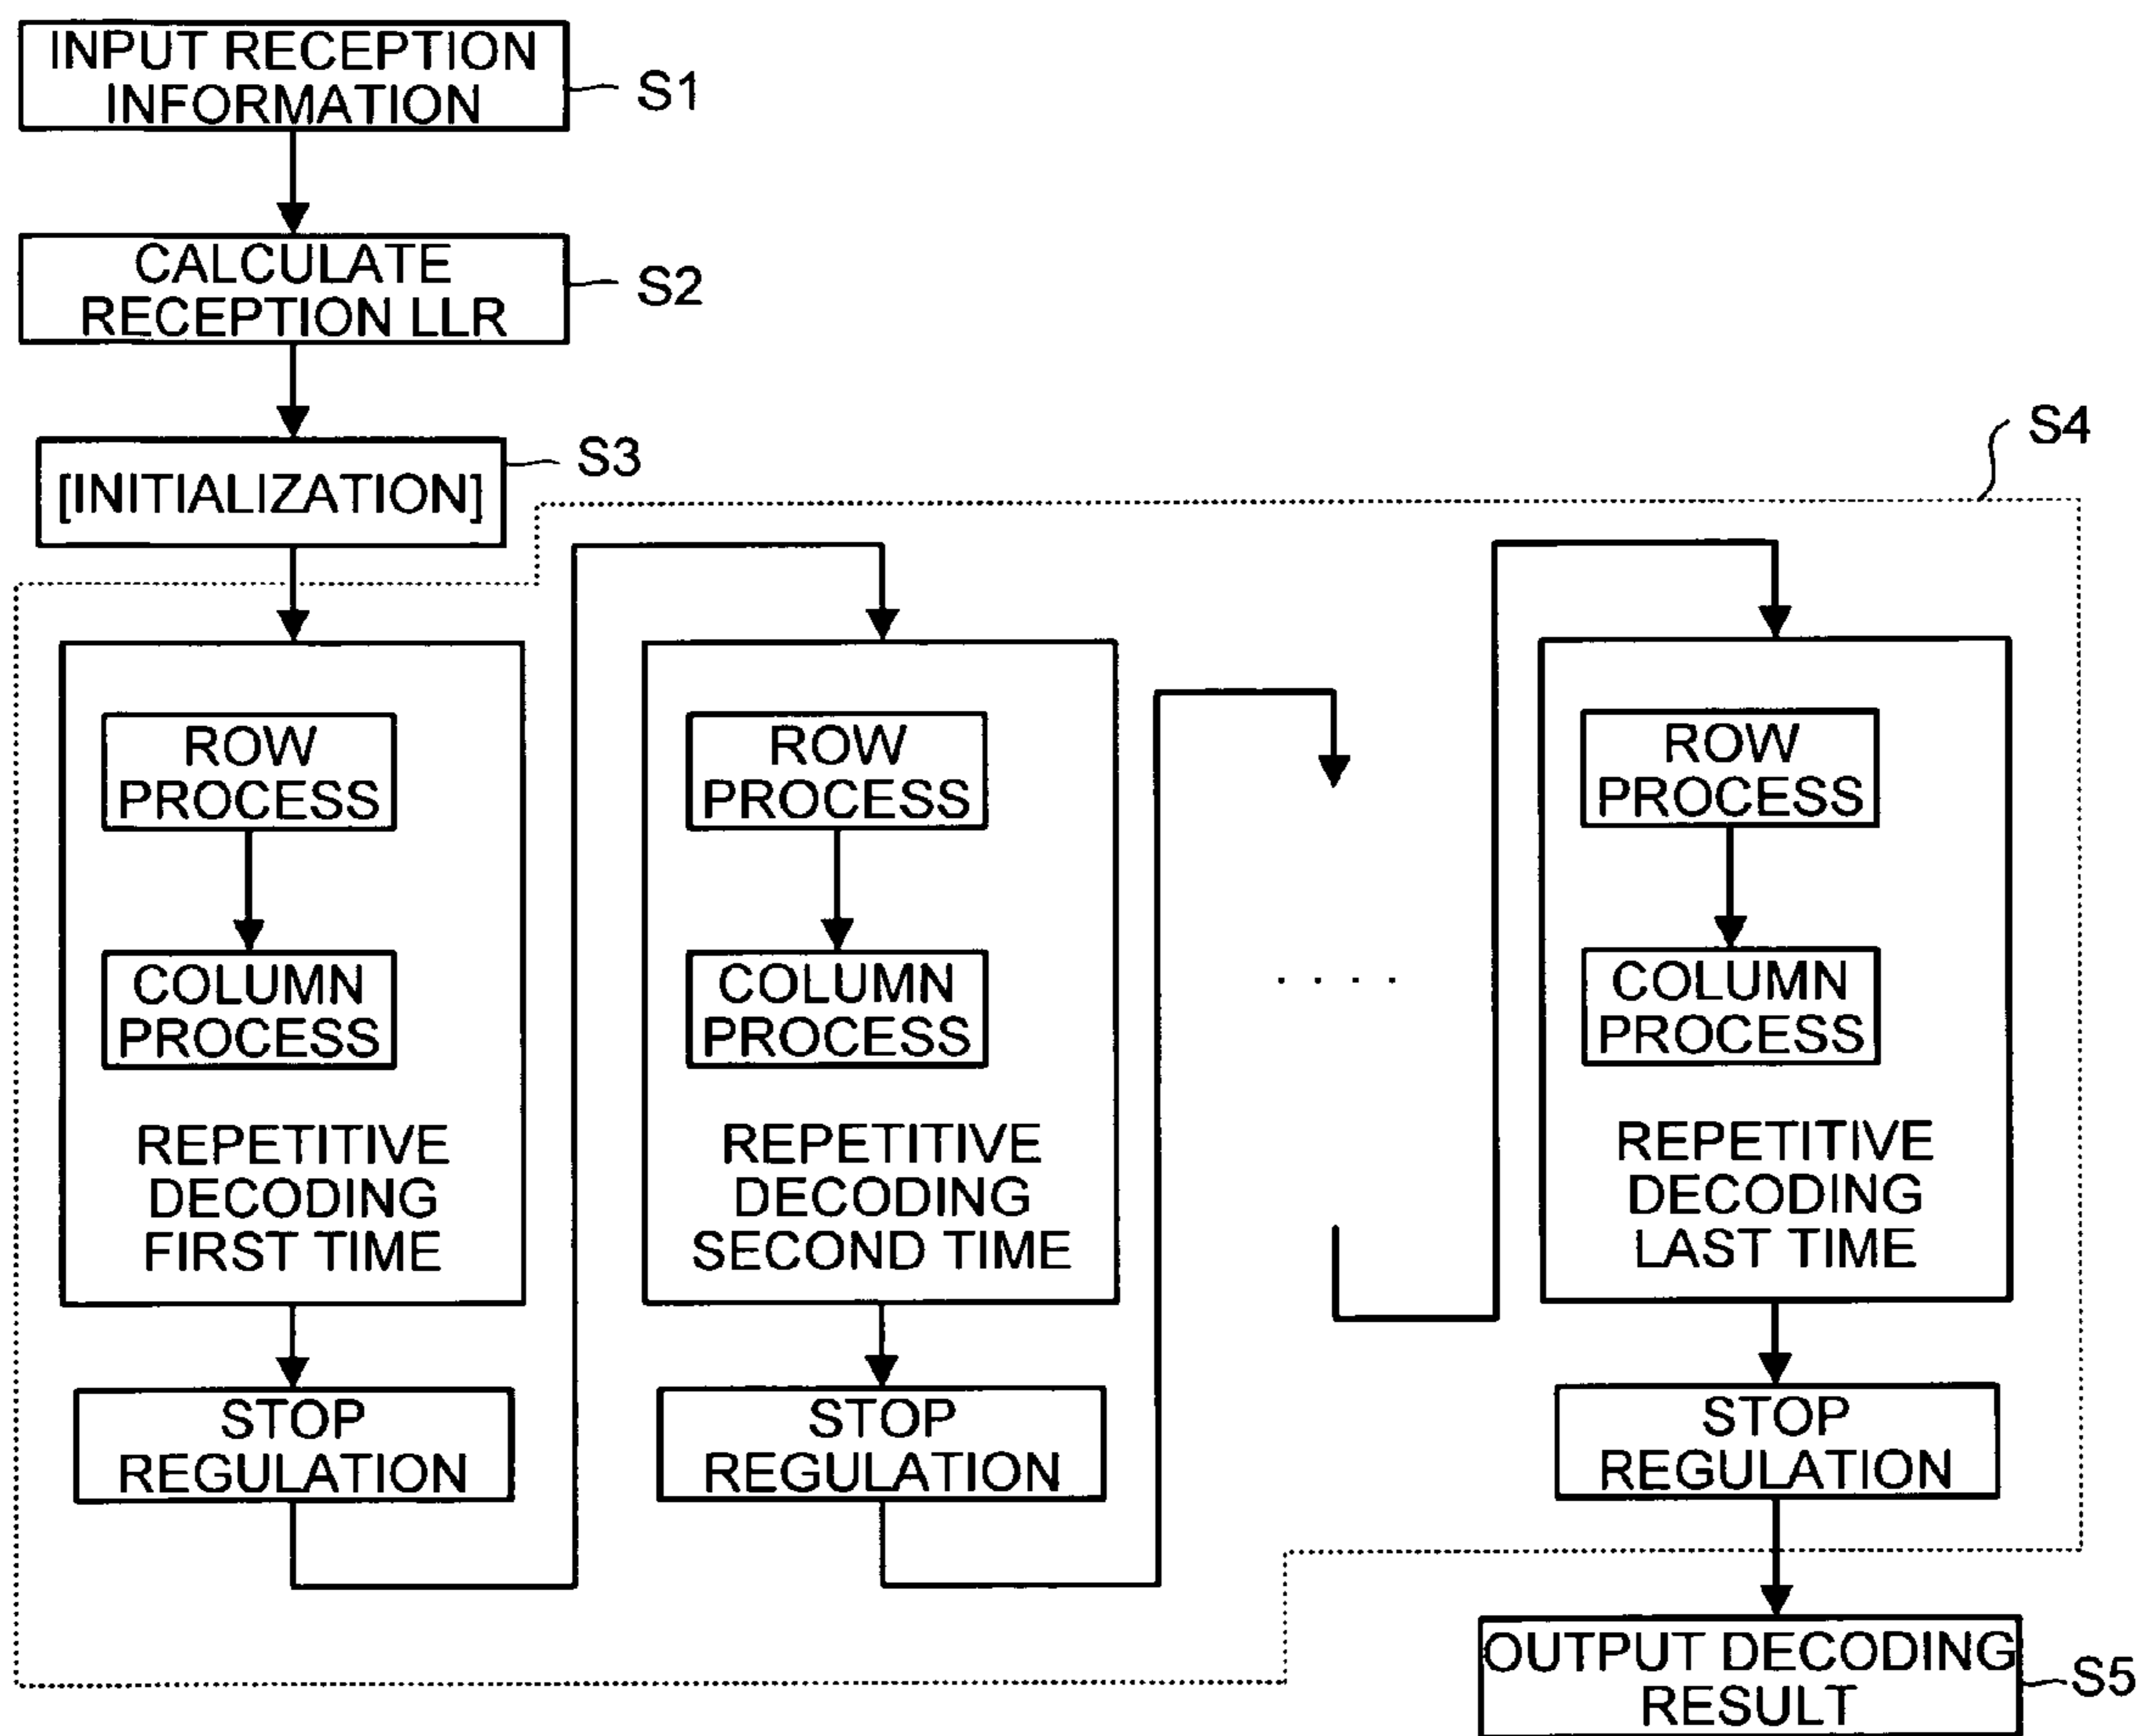 INPUT RECEPTION
INFORMATION
S1
CALCULATE
RECEPTION LLR
S2
[INITIALIZATION]
S3
S4
ROW
PROCESS
COLUMN
PROCESS
REPETITIVE
DECODING
FIRST TIME
STOP
REGULATION
ROW
PROCESS
COLUMN
PROCESS
REPETITIVE
DECODING
SECOND TIME
STOP
REGULATION
. . . .
ROW
PROCESS
COLUMN
PROCESS
REPETITIVE
DECODING
LAST TIME
STOP
REGULATION
OUTPUT DECODING
RESULT
S5